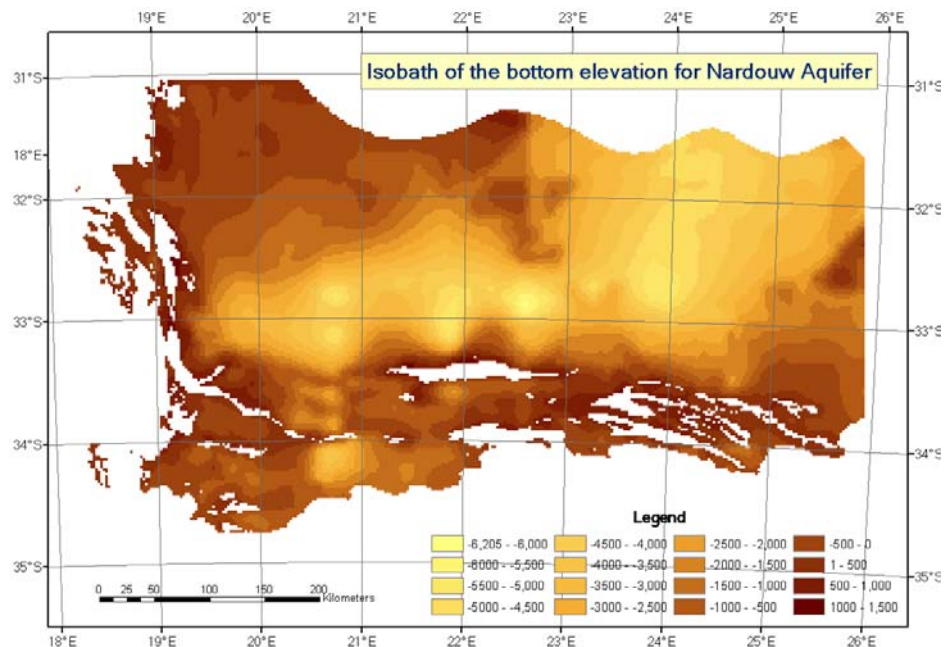 19°E 20°E 21°E 22°E 23°E 24°E 25°E 26°E
Isobath of the bottom elevation for Nardouw Aquifer
31°S 31°S
18°E
32°S 32°S
33°S 33°S
34°S 34°S
35°S 35°S
Legend
-6,205 - -6,000 -4500 - -4,000 -2500 - -2,000 -500 - 0
-6000 - -5,500 -4000 - -3,500 -2000 - -1,500 1 - 500
-5500 - -5,000 -3500 - -3,000 -1500 - -1,000 500 - 1,000
-5000 - -4,500 -3000 - -2,500 -1000 - -500 1000 - 1,500
0 25 50 100 150 200
Kilometers
18°E 19°E 20°E 21°E 22°E 23°E 24°E 25°E 26°E